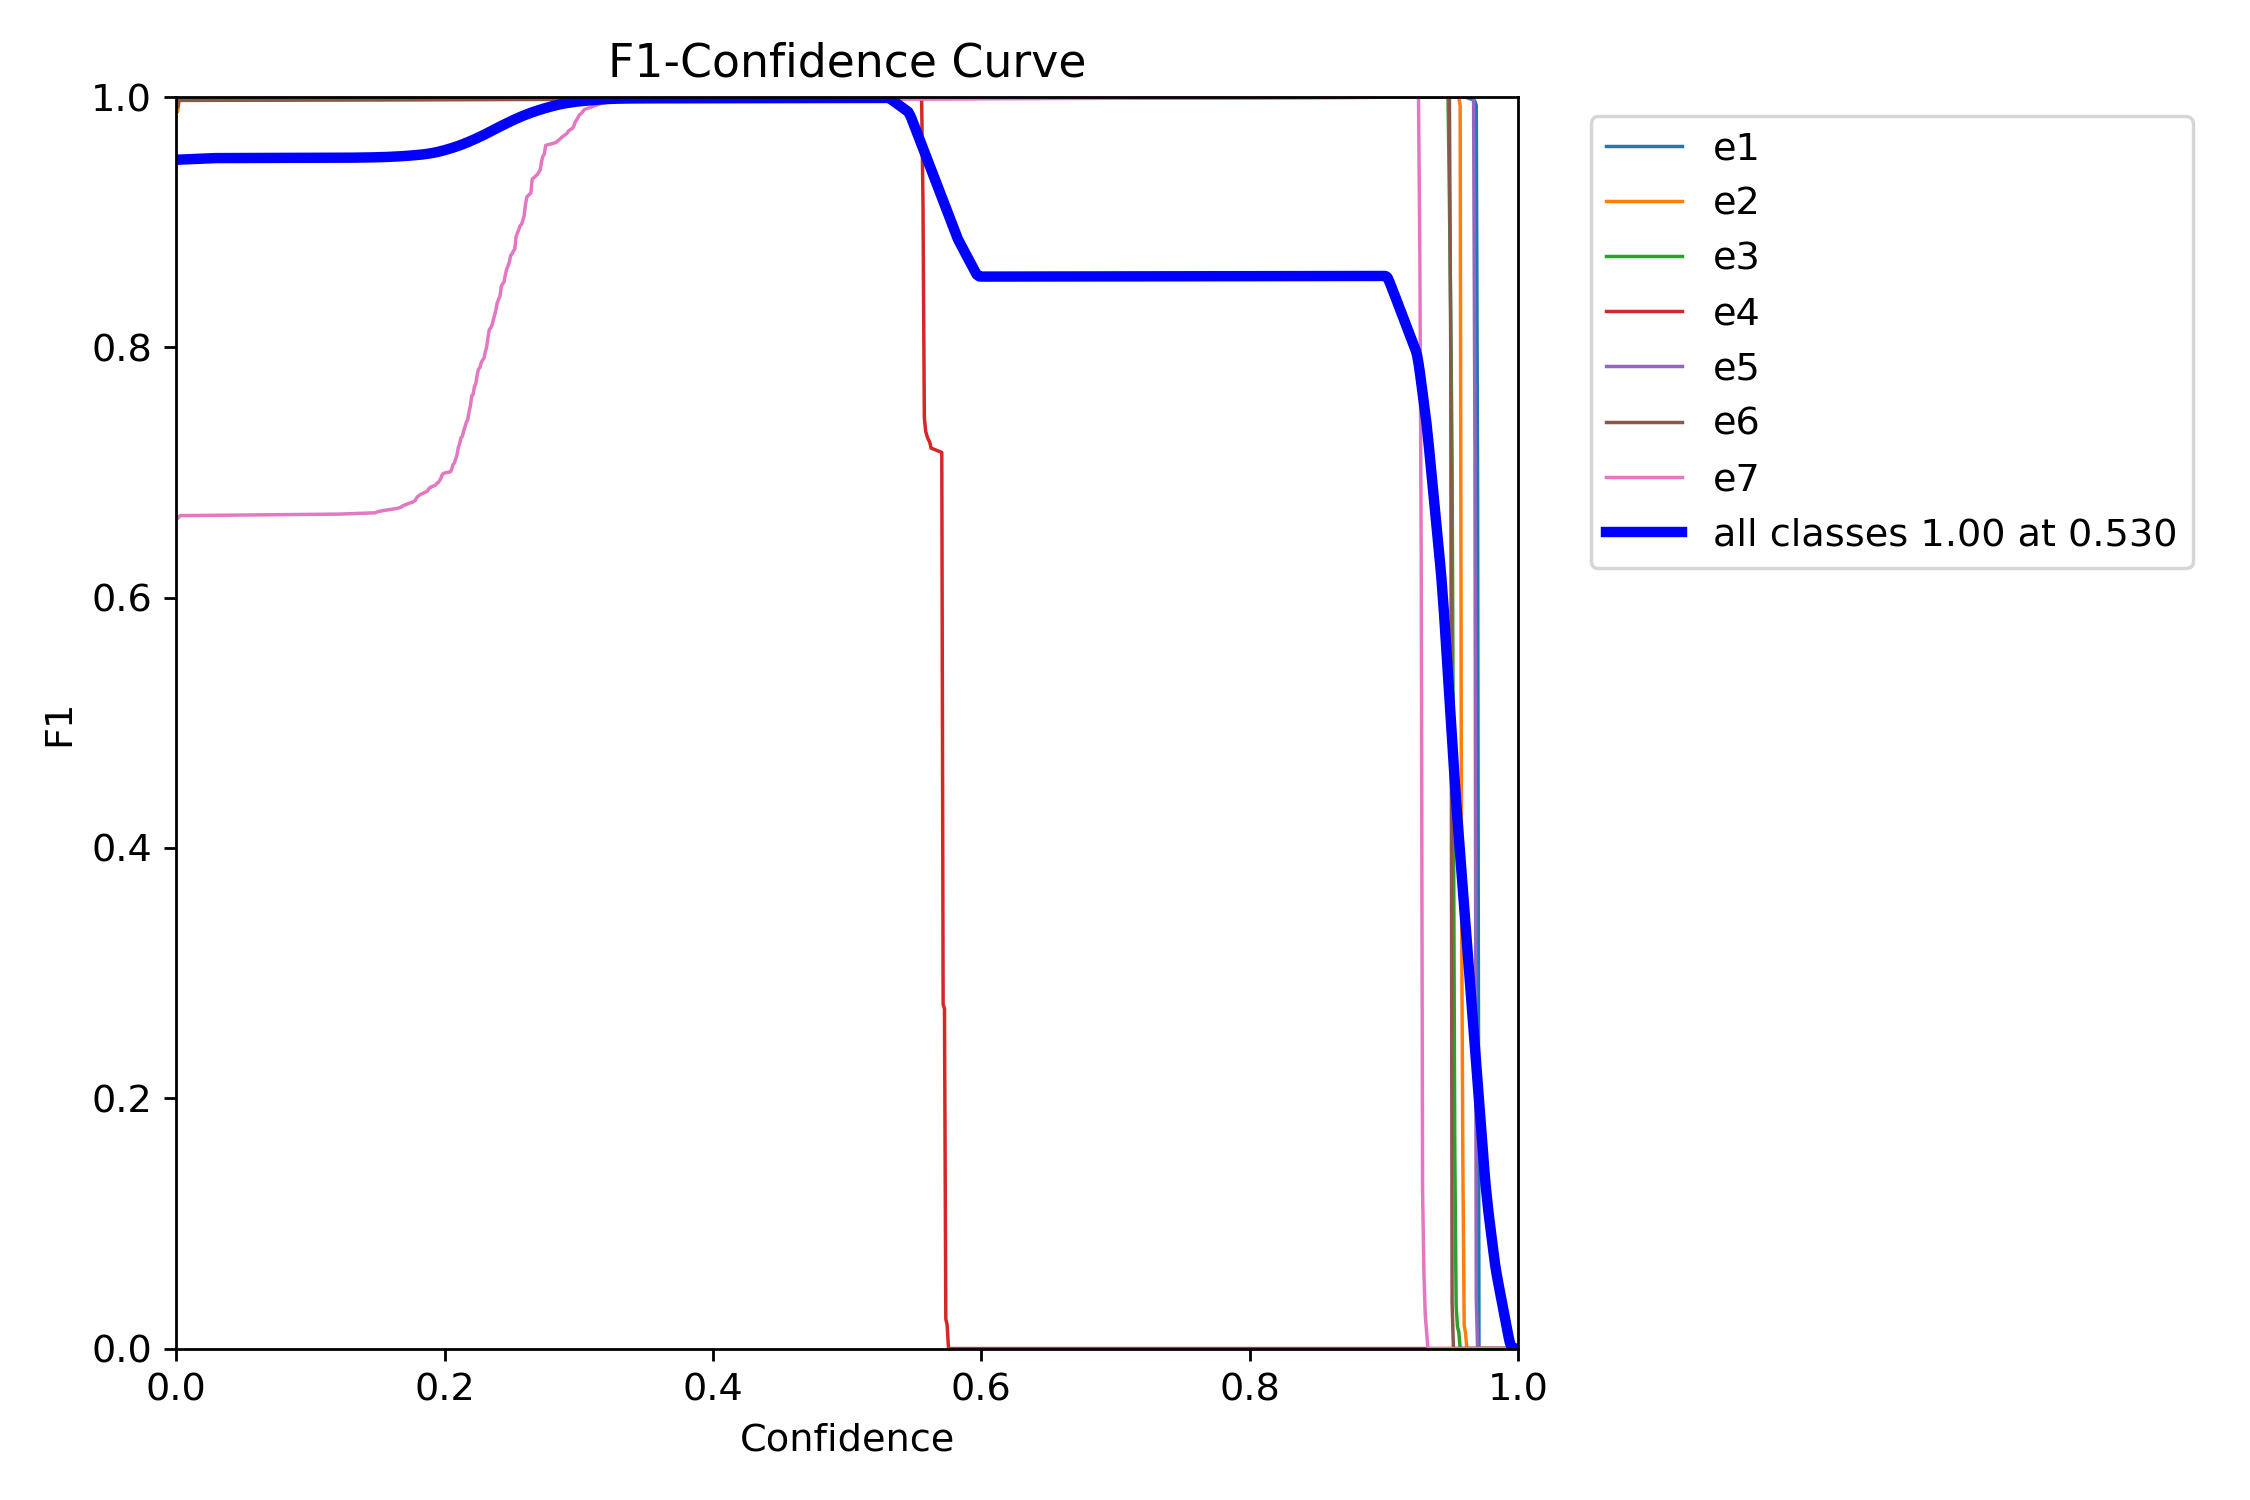 F1-Confidence Curve
1.0
0.8
0.6
0.4
0.2
0.0
F1
0.0 0.2 0.4 0.6 0.8 1.0
Confidence
e1
e2
e3
e4
e5
e6
e7
all classes 1.00 at 0.530